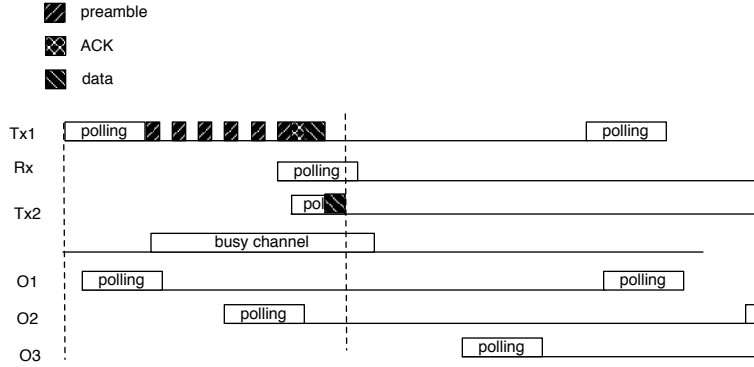 preamble
ACK
data
Tx1 polling polling
Rx polling
Tx2 pol
busy channel
O1 polling polling
O2 polling
O3 polling